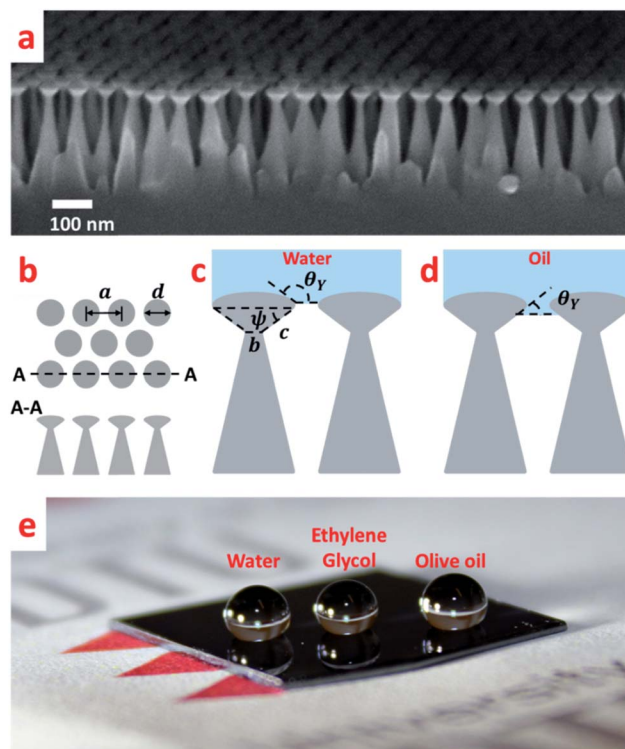 a
100 nm
b
a
d
A
A
A-A
c
Water
θY
ψ
c
b
d
Oil
θY
e
Water
Ethylene
Glycol
Olive oil